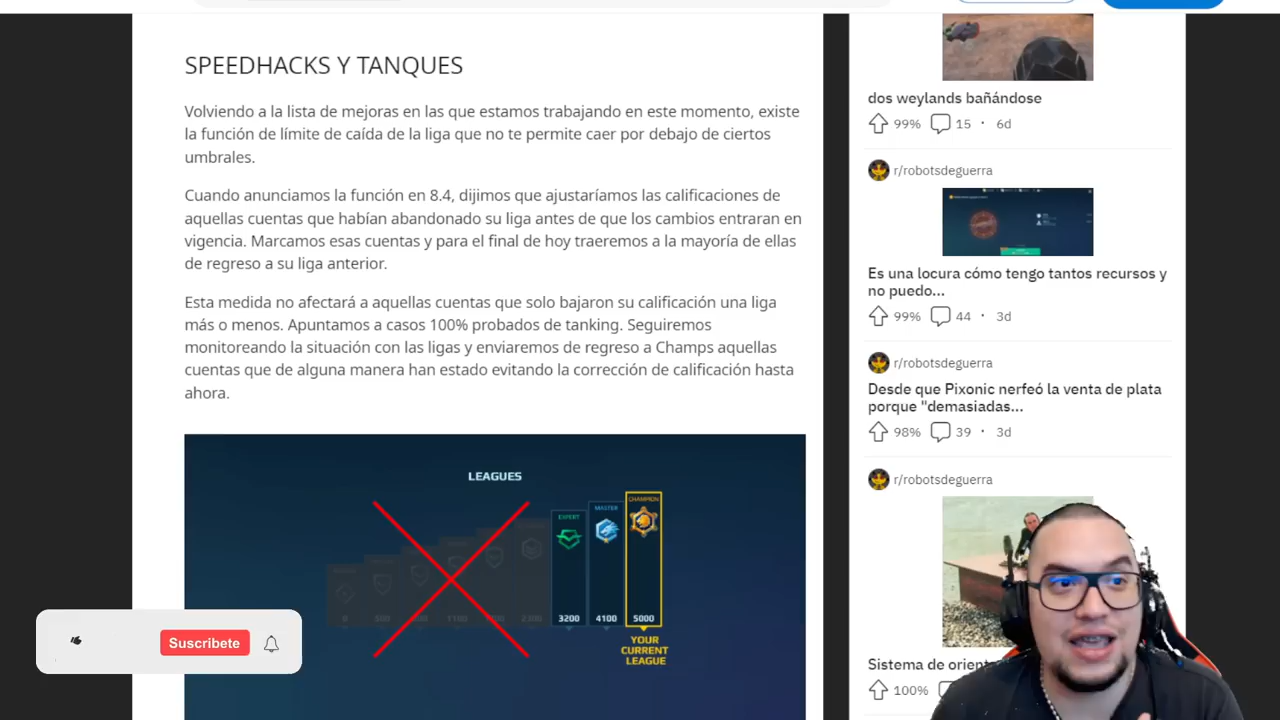 SPEEDHACKS Y TANQUES
Volviendo a la lista de mejoras en las que estamos trabajando en este momento, existe
la función de límite de caída de la liga que no te permite caer por debajo de ciertos
umbrales.
Cuando anunciamos la función en 8.4, dijimos que ajustaríamos las calificaciones de
aquellas cuentas que habían abandonado su liga antes de que los cambios entraran en
vigencia. Marcamos esas cuentas y para el final de hoy traeremos a la mayoría de ellas
de regreso a su liga anterior.
Esta medida no afectará a aquellas cuentas que solo bajaron su calificación una liga
más o menos. Apuntamos a casos 100% probados de tanking. Seguiremos
monitoreando la situación con las ligas y enviaremos de regreso a Champs aquellas
cuentas que de alguna manera han estado evitando la corrección de calificación hasta
ahora.
LEAGUES
EXPERT
MASTER
CHAMPION
3200
4100
5000
YOUR
CURRENT
LEAGUE
Suscribete
dos weylands bañándose
99% 15 · 6d
r/robotsdeguerra
Es una locura cómo tengo tantos recursos y
no puedo...
99% 44 · 3d
r/robotsdeguerra
Desde que Pixonic nerfeó la venta de plata
porque "demasiadas...
98% 39 · 3d
r/robotsdeguerra
Sistema de
100%